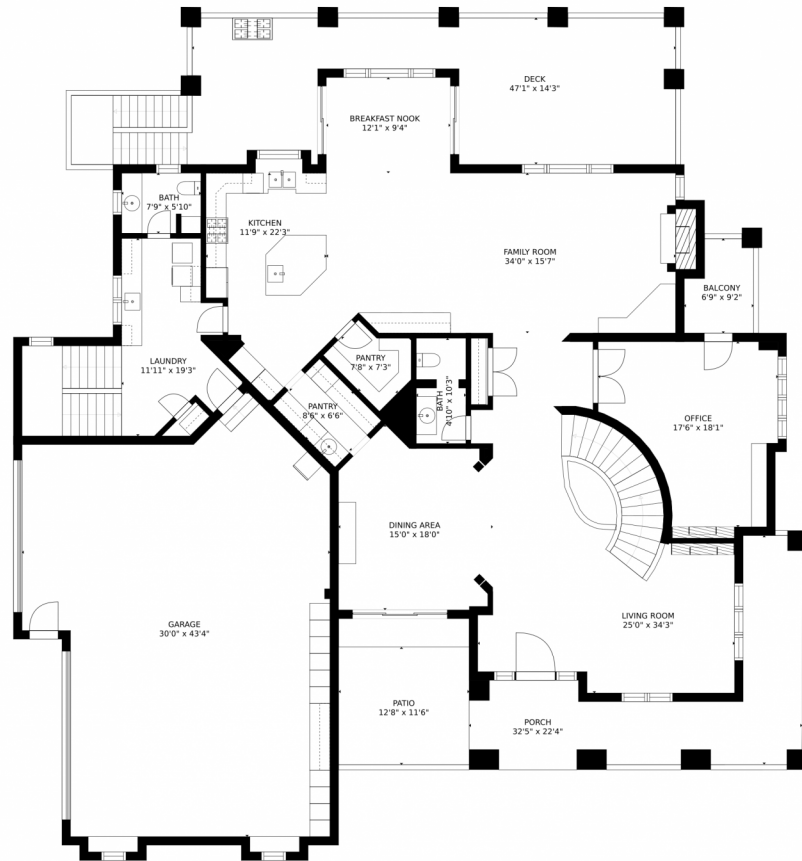 DECK
47'1" x 14'3"
BREAKFAST NOOK
12'1" x 9'4"
BATH
7'9" x 5'10"
KITCHEN
11'9" x 22'3"
FAMILY ROOM
34'0" x 15'7"
BALCONY
6'9" x 9'2"
LAUNDRY
11'11" x 19'3"
PANTRY
7'8" x 7'3"
PANTRY
8'6" x 6'6"
BATH
4'10" x 10'3"
OFFICE
17'6" x 18'1"
DINING AREA
15'0" x 18'0"
GARAGE
30'0" x 43'4"
LIVING ROOM
25'0" x 34'3"
PATIO
12'8" x 11'6"
PORCH
32'5" x 22'4"